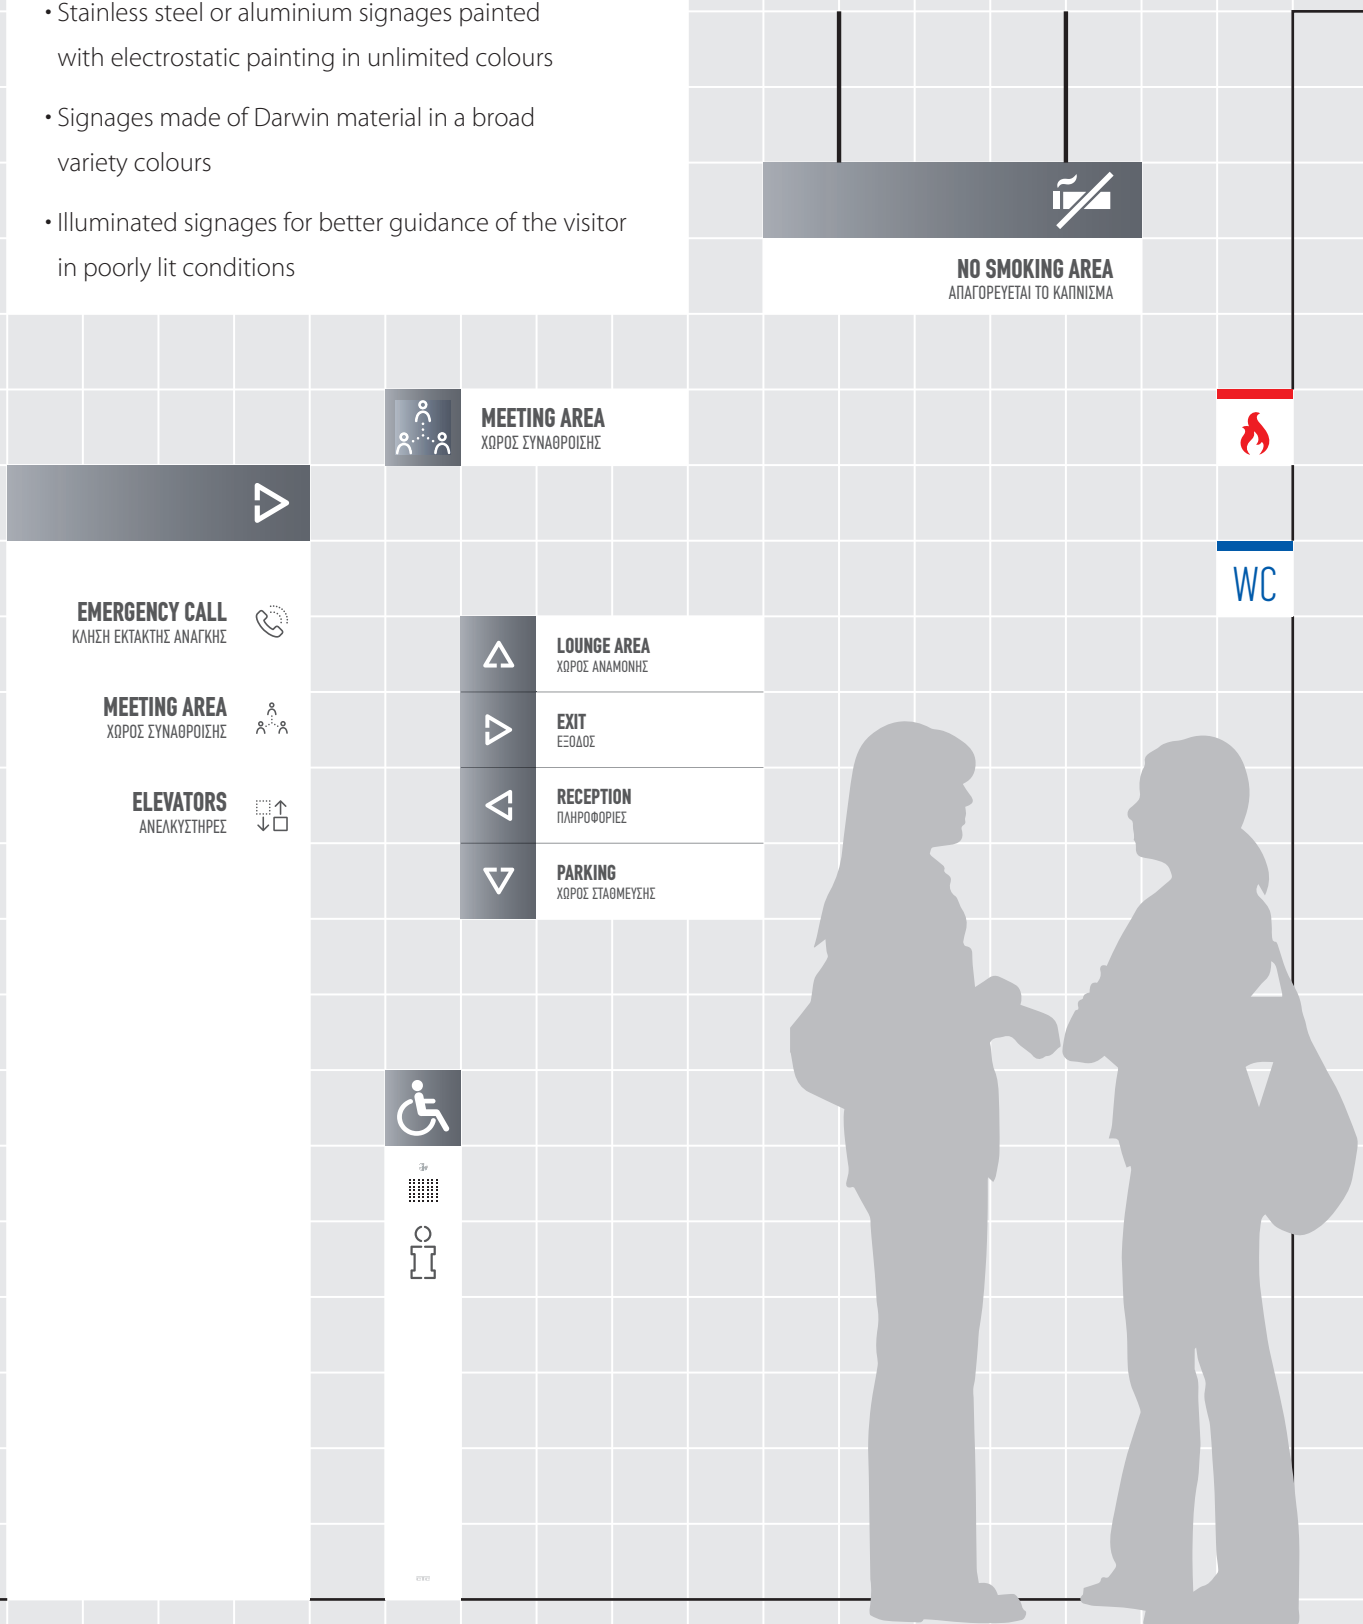 • Stainless steel or aluminium signages painted
with electrostatic painting in unlimited colours
• Signages made of Darwin material in a broad
variety colours
• Illuminated signages for better guidance of the visitor
in poorly lit conditions
NO SMOKING AREA
ΑΠΑΓΟΡΕΥΕΤΑΙ ΤΟ ΚΑΠΝΙΣΜΑ
MEETING AREA
ΧΩΡΟΣ ΣΥΝΑΘΡΟΙΣΗΣ
WC
EMERGENCY CALL
ΚΛΗΣΗ ΕΚΤΑΚΤΗΣ ΑΝΑΓΚΗΣ
MEETING AREA
ΧΩΡΟΣ ΣΥΝΑΘΡΟΙΣΗΣ
ELEVATORS
ΑΝΕΛΚΥΣΤΗΡΕΣ
LOUNGE AREA
ΧΩΡΟΣ ΑΝΑΜΟΝΗΣ
EXIT
ΕΞΟΔΟΣ
RECEPTION
ΠΛΗΡΟΦΟΡΙΕΣ
PARKING
ΧΩΡΟΣ ΣΤΑΘΜΕΥΣΗΣ